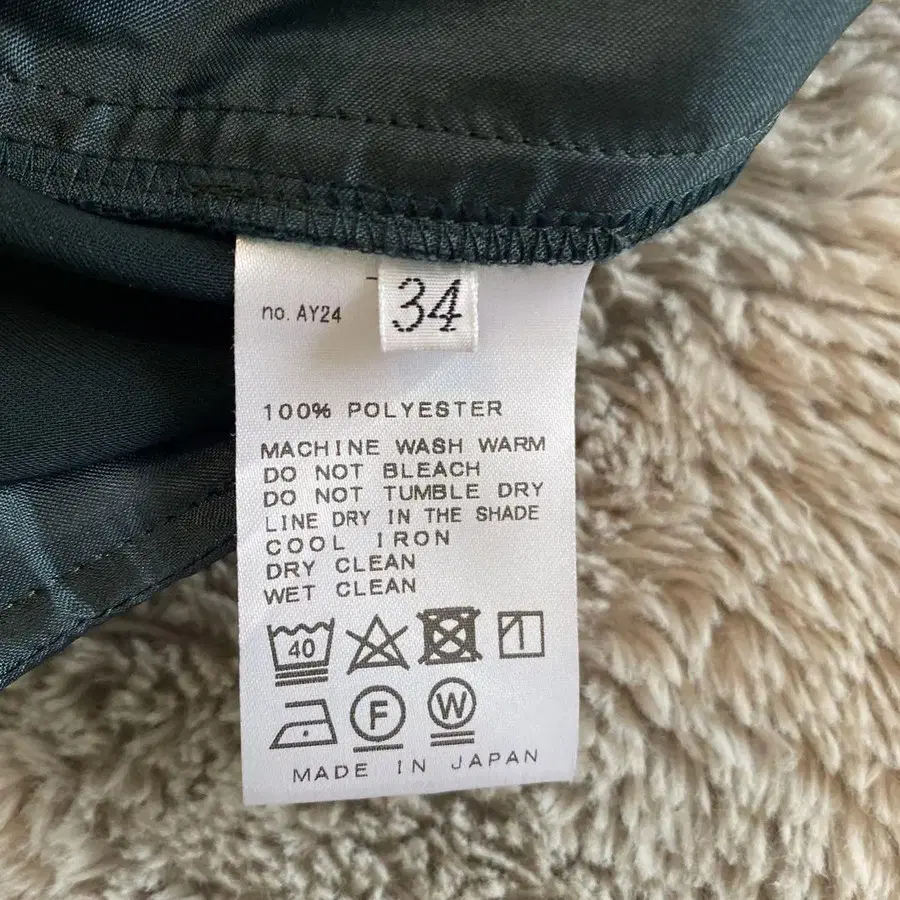 no. AY24
34
100% POLYESTER
MACHINE WASH WARM
DO NOT BLEACH
DO NOT TUMBLE DRY
LINE DRY IN THE SHADE
COOL IRON
DRY CLEAN
WET CLEAN
40
F W
MADE IN JAPAN